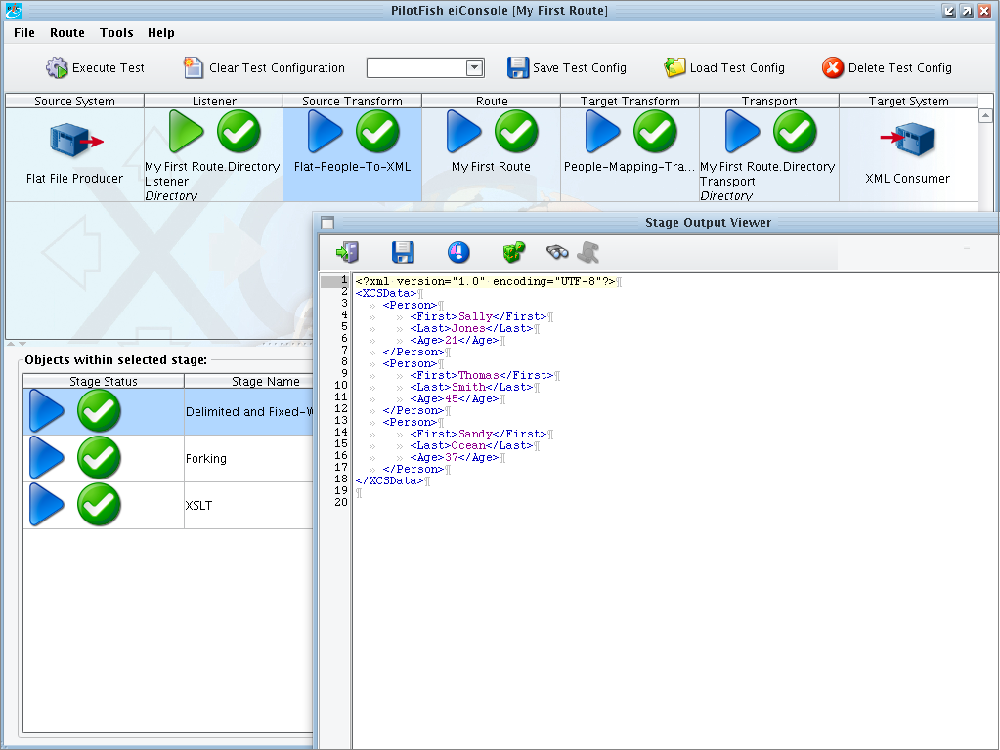 PilotFish eiConsole [My First Route]
File Route Tools Help
Execute Test Clear Test Configuration Save Test Config Load Test Config Delete Test Config
Source System Listener Source Transform Route Target Transform Transport Target System
Flat File Producer
My First Route.Directory Listener
Directory
Flat-People-To-XML
My First Route
People-Mapping-Tra...
My First Route.Directory Transport
Directory
XML Consumer
Stage Output Viewer
1 <?xml version="1.0" encoding="UTF-8"?>¶
2 <XCSData>¶
3 » <Person>¶
4 » » <First>Sally</First>¶
5 » » <Last>Jones</Last>¶
6 » » <Age>21</Age>¶
7 » </Person>¶
8 » <Person>¶
9 » » <First>Thomas</First>¶
10 » » <Last>Smith</Last>¶
11 » » <Age>45</Age>¶
12 » </Person>¶
13 » <Person>¶
14 » » <First>Sandy</First>¶
15 » » <Last>Ocean</Last>¶
16 » » <Age>37</Age>¶
17 » </Person>¶
18 </XCSData>¶
19 ¶
20
Objects within selected stage:
Stage Status Stage Name
Delimited and Fixed-W
Forking
XSLT